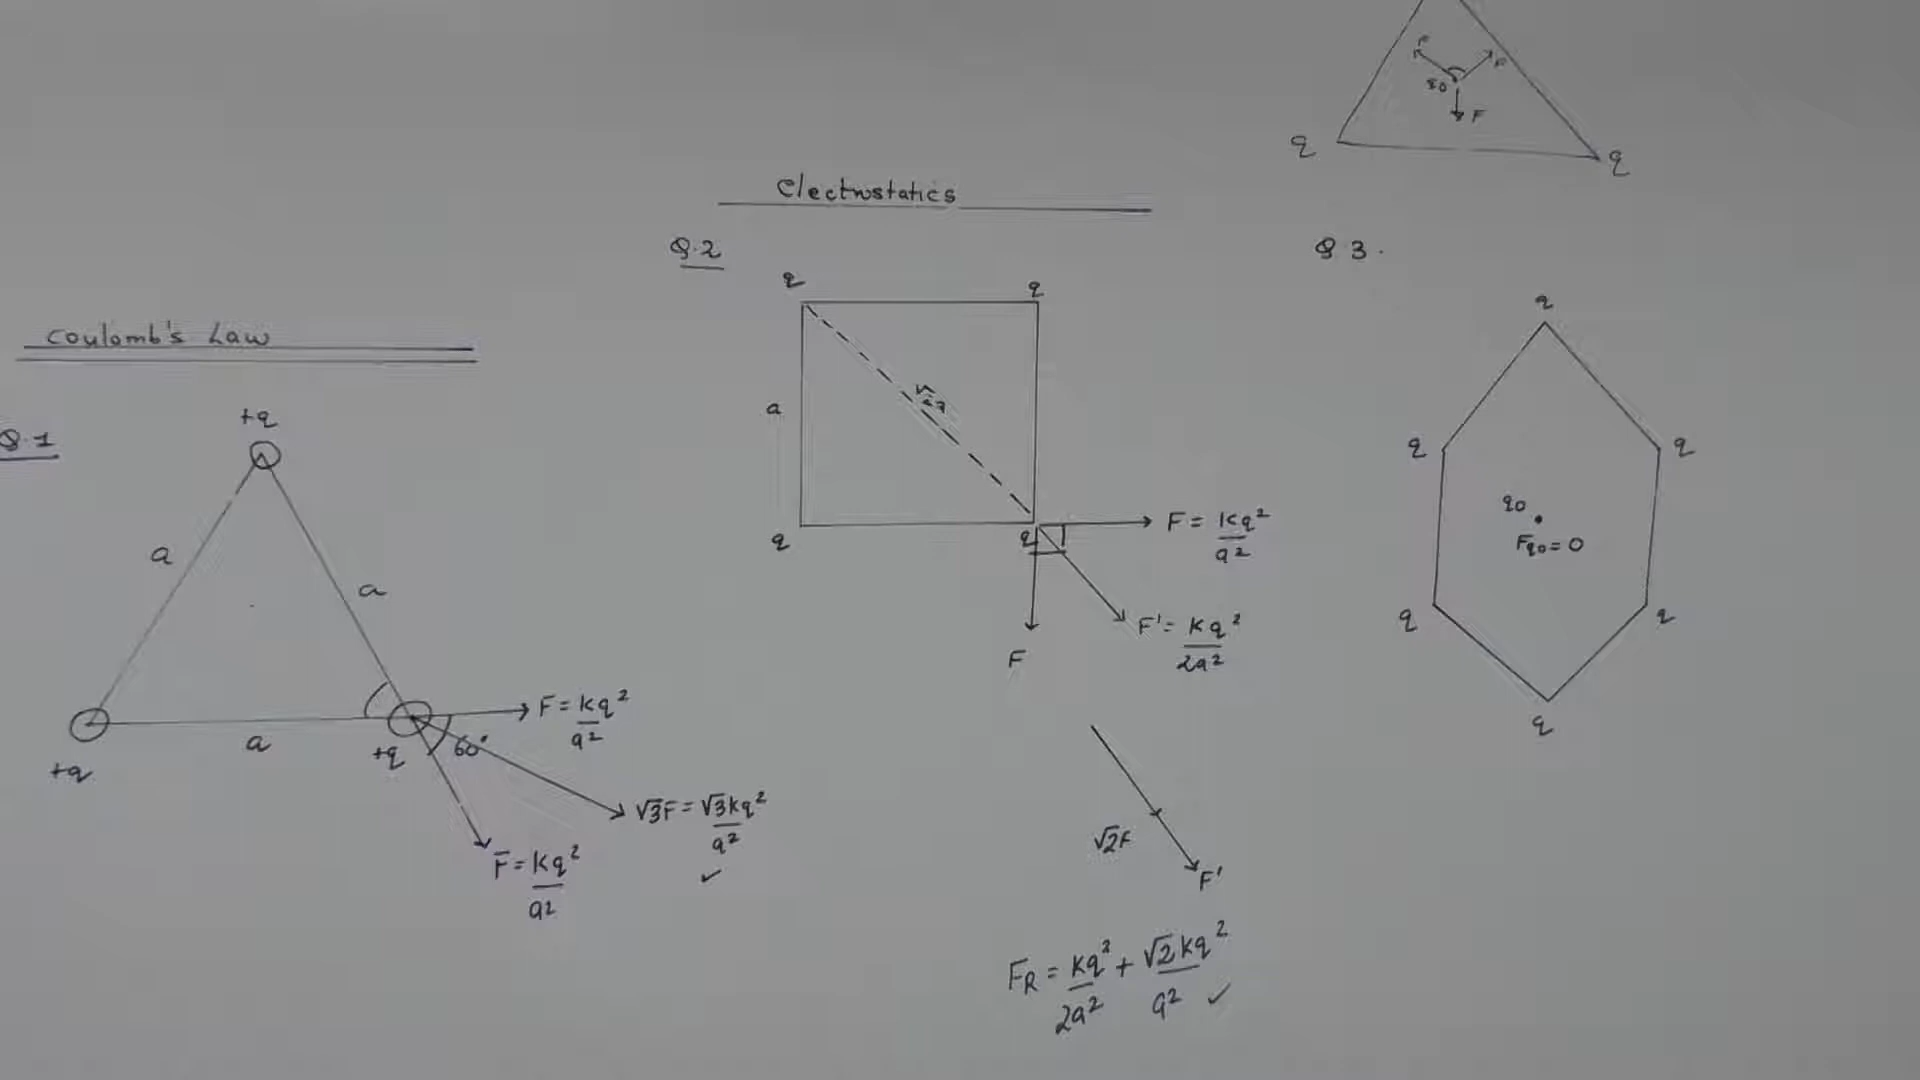 F
F
q0
F
q
q
Electrostatics
Coulomb's Law
Q.1
+q
a
a
a
+q
+q
60°
F = kq²/a²
√3F = √3kq²/a² ✓
F = kq²/a²
Q.2
q
q
a
√2a
q
q
F = kq²/a²
F' = kq²/2a²
F
√2F
F'
F_R = kq²/2a² + √2kq²/a² ✓
Q.3.
q
q
q
q0
F_q0 = 0
q
q
q